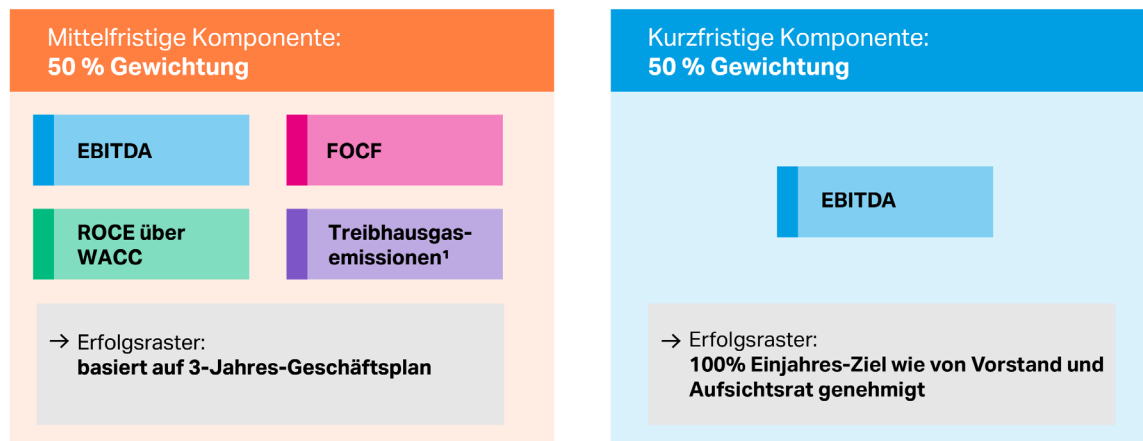 Mittelfristige Komponente:
50 % Gewichtung
EBITDA
FOCF
ROCE über
WACC
Treibhausgas-
emissionen¹
→ Erfolgsraster:
basiert auf 3-Jahres-Geschäftsplan
Kurzfristige Komponente:
50 % Gewichtung
EBITDA
→ Erfolgsraster:
100% Einjahres-Ziel wie von Vorstand und
Aufsichtsrat genehmigt